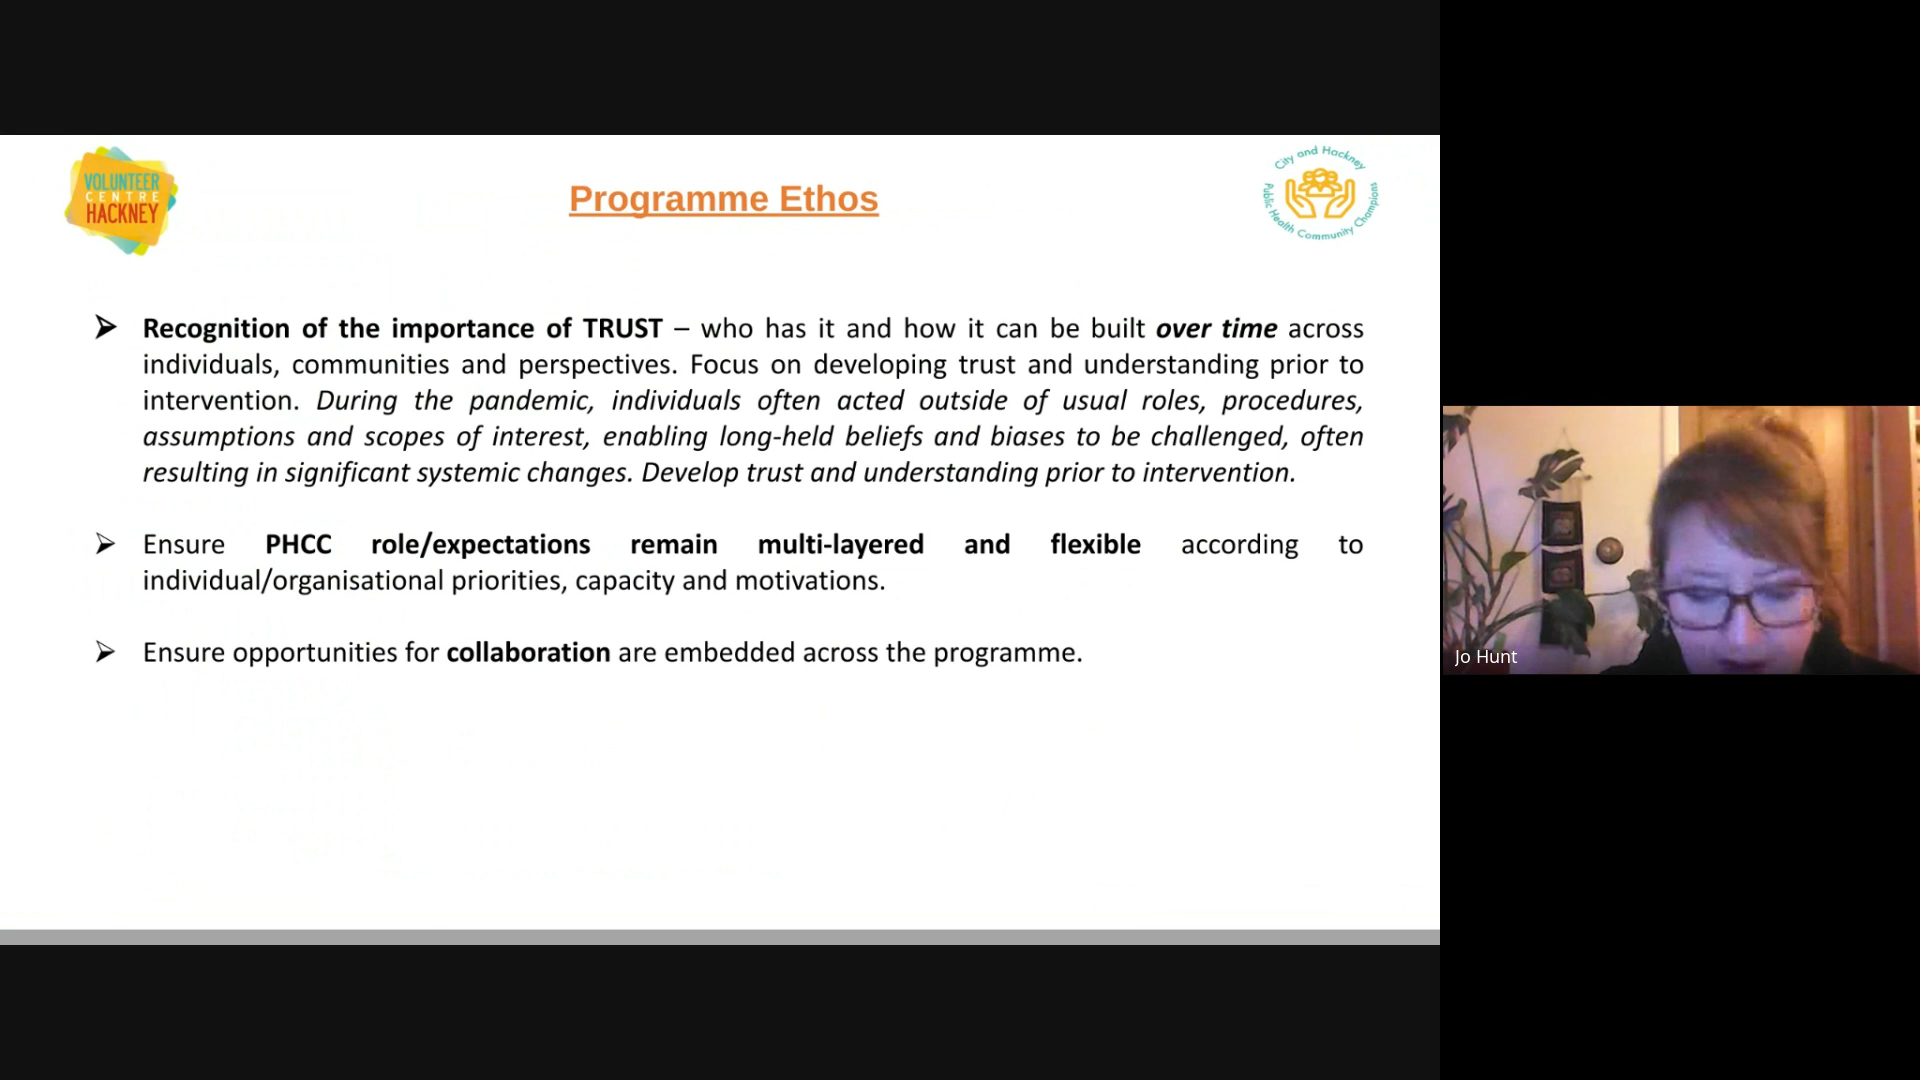 VOLUNTEER
CENTRE
HACKNEY
Programme Ethos
City and Hackney
Public Health Community Champions
➢ Recognition of the importance of TRUST – who has it and how it can be built over time across
individuals, communities and perspectives. Focus on developing trust and understanding prior to
intervention. During the pandemic, individuals often acted outside of usual roles, procedures,
assumptions and scopes of interest, enabling long-held beliefs and biases to be challenged, often
resulting in significant systemic changes. Develop trust and understanding prior to intervention.
➢ Ensure PHCC role/expectations remain multi-layered and flexible according to
individual/organisational priorities, capacity and motivations.
➢ Ensure opportunities for collaboration are embedded across the programme.
Jo Hunt